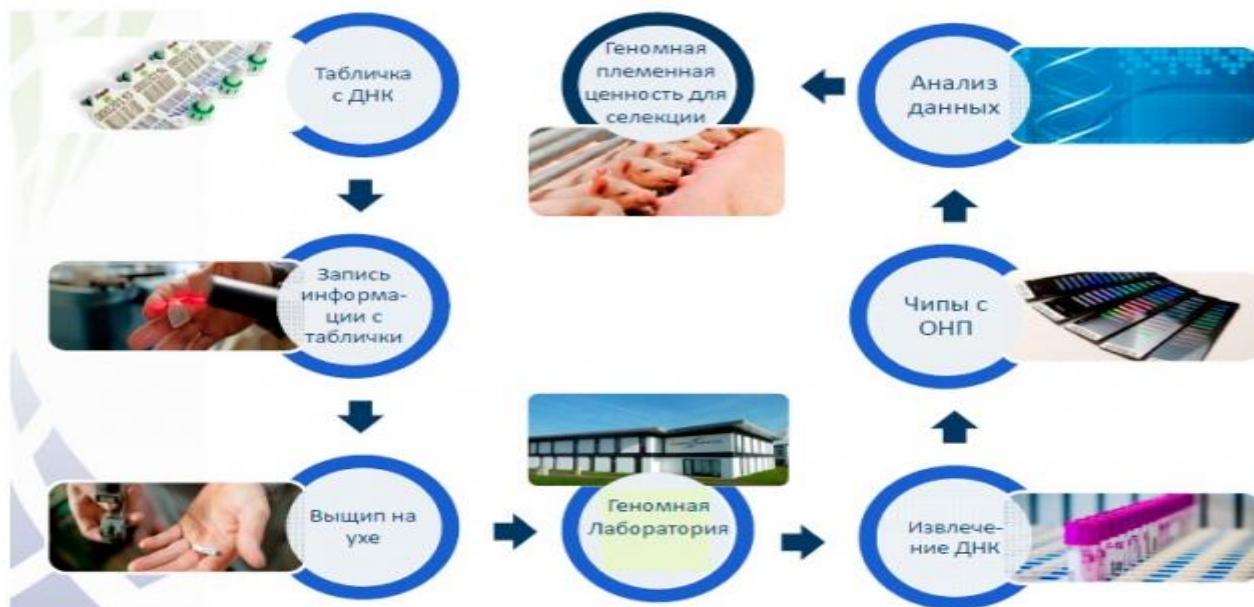 Табличка
с ДНК
Запись
информа-
ции с
таблички
Выщип на
ухе
Геномная
Лаборатория
Извлече-
ние ДНК
Чипы с
ОНП
Анализ
данных
Геномная
племенная
ценность для
селекции